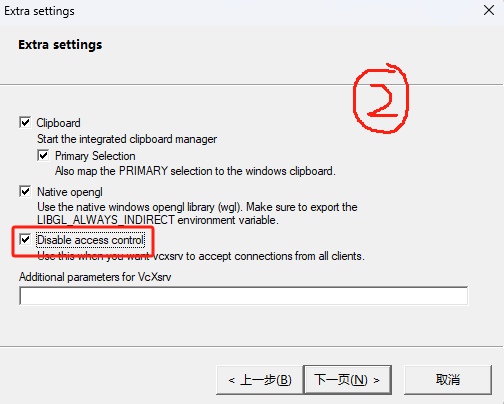 Extra settings
Extra settings
2
Clipboard
Start the integrated clipboard manager
Primary Selection
Also map the PRIMARY selection to the windows clipboard.
Native opengl
Use the native windows opengl library (wgl). Make sure to export the
LIBGL_ALWAYS_INDIRECT environment variable.
Disable access control
Use this when you want vcxsrv to accept connections from all clients.
Additional parameters for VcXsrv
< 上一步(B) 下一页(N) > 取消